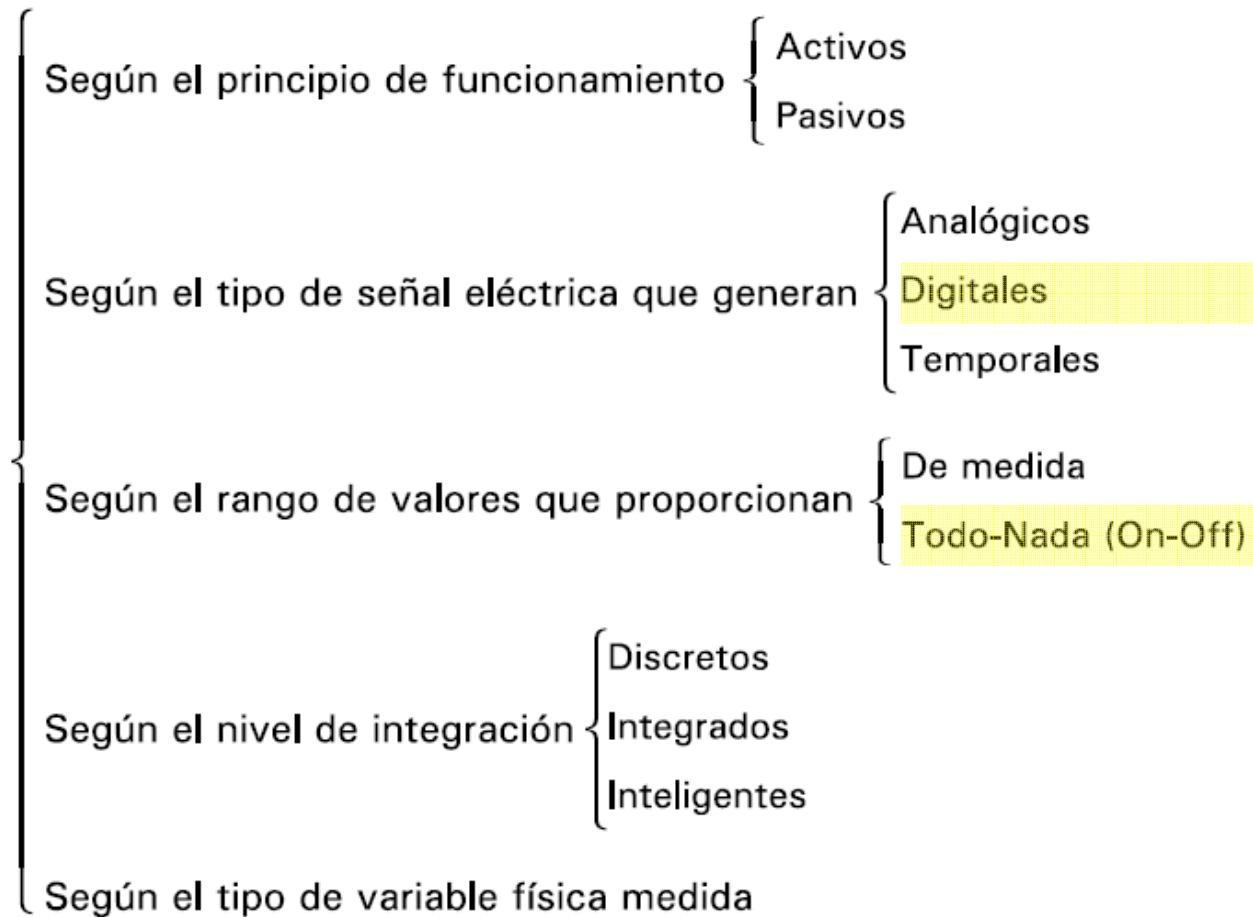 Según el principio de funcionamiento
Activos
Pasivos
Según el tipo de señal eléctrica que generan
Analógicos
Digitales
Temporales
Según el rango de valores que proporcionan
De medida
Todo-Nada (On-Off)
Según el nivel de integración
Discretos
Integrados
Inteligentes
Según el tipo de variable física medida